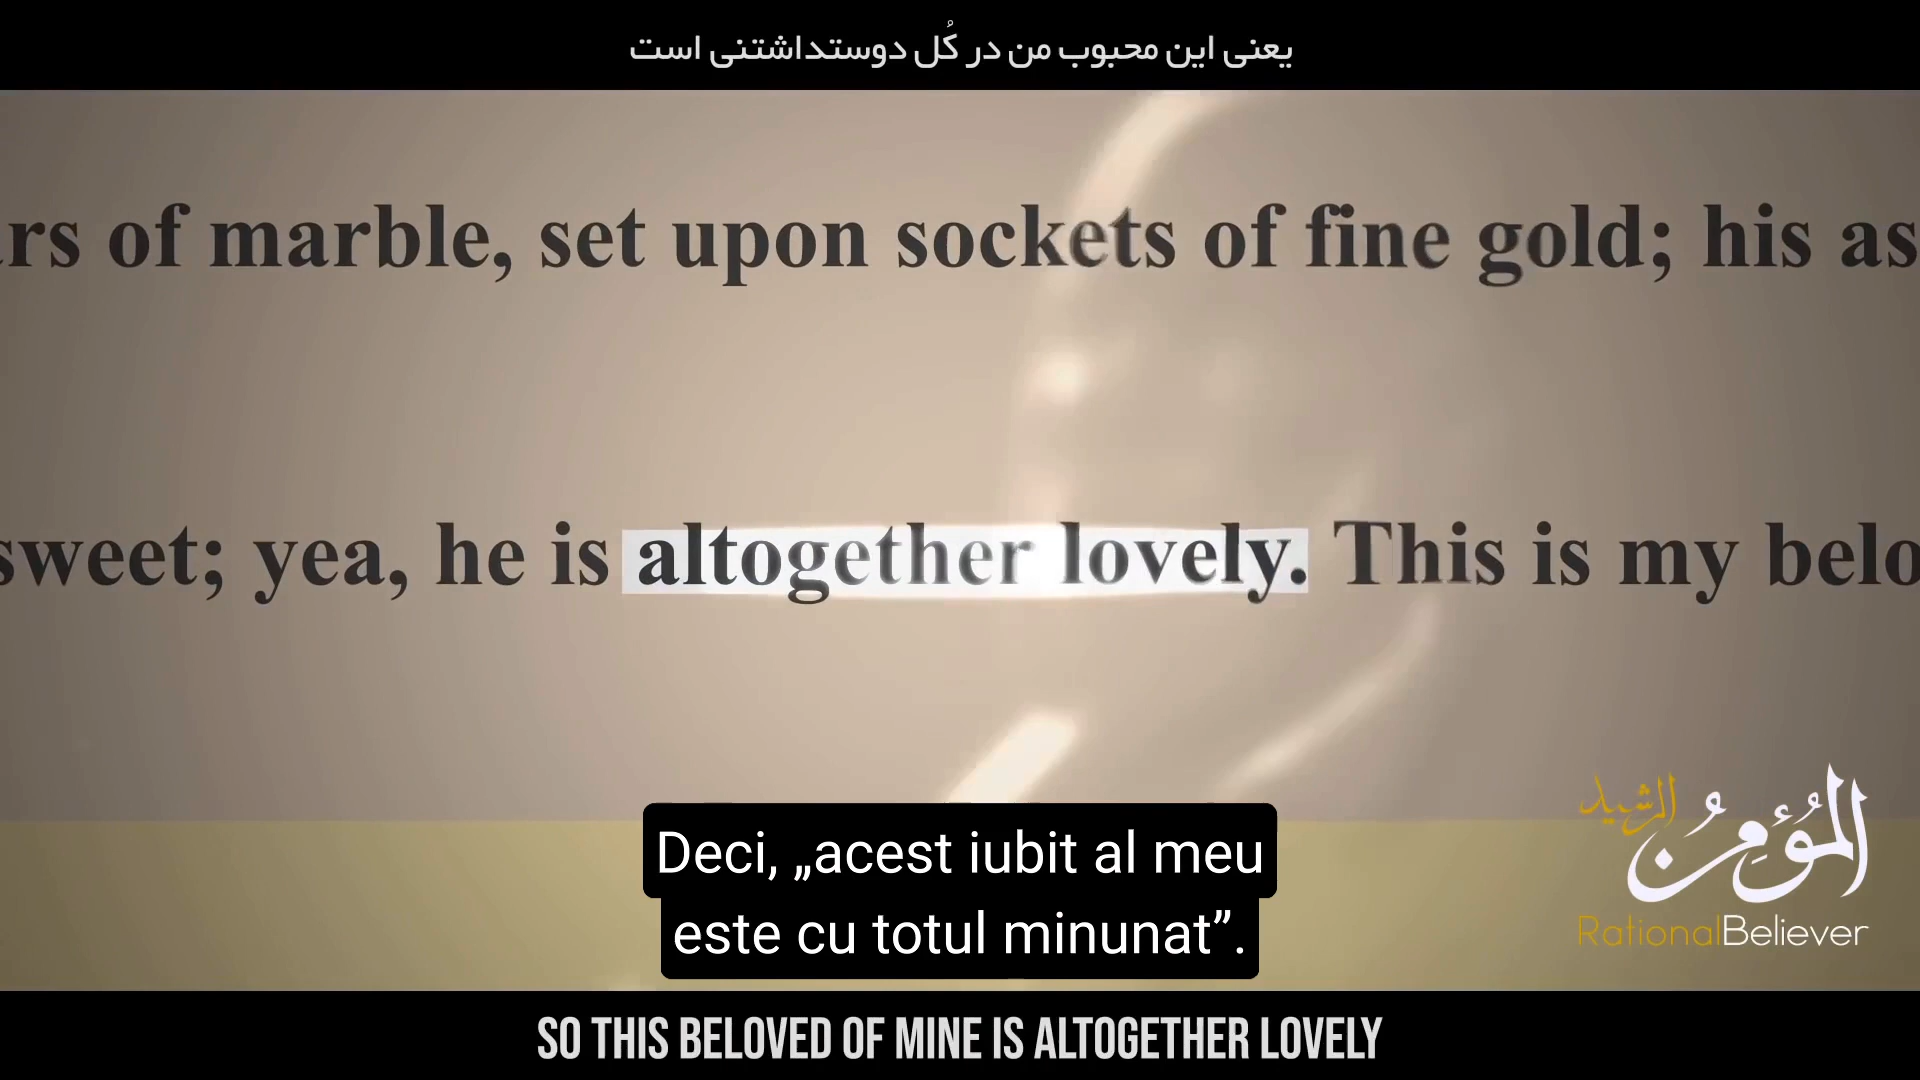 یعنی این محبوب من در کُل دوستداشتنی است
rs of marble, set upon sockets of fine gold; his as
sweet; yea, he is altogether lovely. This is my belo
Deci, „acest iubit al meu
este cu totul minunat”.
المُؤمِنُ الرشيد
RationalBeliever
SO THIS BELOVED OF MINE IS ALTOGETHER LOVELY